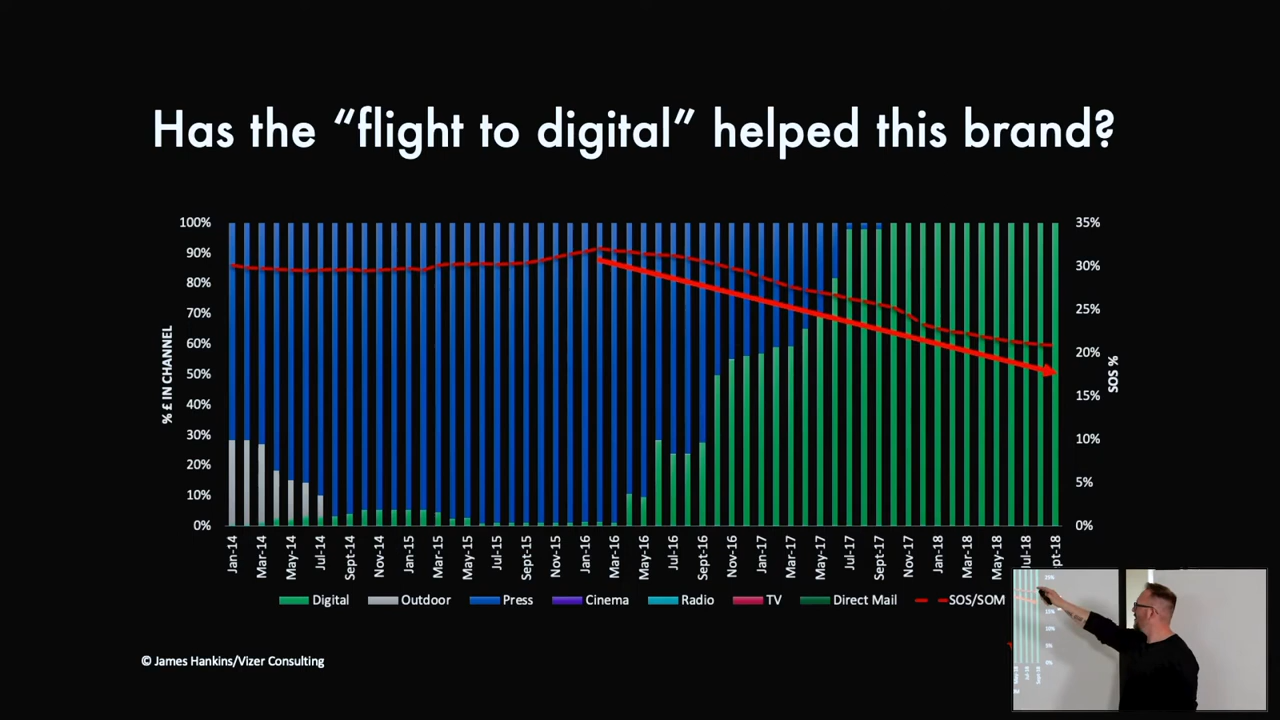 Has the “flight to digital” helped this brand?
100%
90%
80%
70%
60%
50%
40%
30%
20%
10%
0%
% £ IN CHANNEL
35%
30%
25%
20%
15%
10%
5%
0%
SOS %
Jan-14
Mar-14
May-14
Jul-14
Sept-14
Nov-14
Jan-15
Mar-15
May-15
Jul-15
Sept-15
Nov-15
Jan-16
Mar-16
May-16
Jul-16
Sept-16
Nov-16
Jan-17
Mar-17
May-17
Jul-17
Sept-17
Nov-17
Jan-18
Mar-18
May-18
Jul-18
Sept-18
Digital Outdoor Press Cinema Radio TV Direct Mail SOS/SOM
© James Hankins/Vizer Consulting